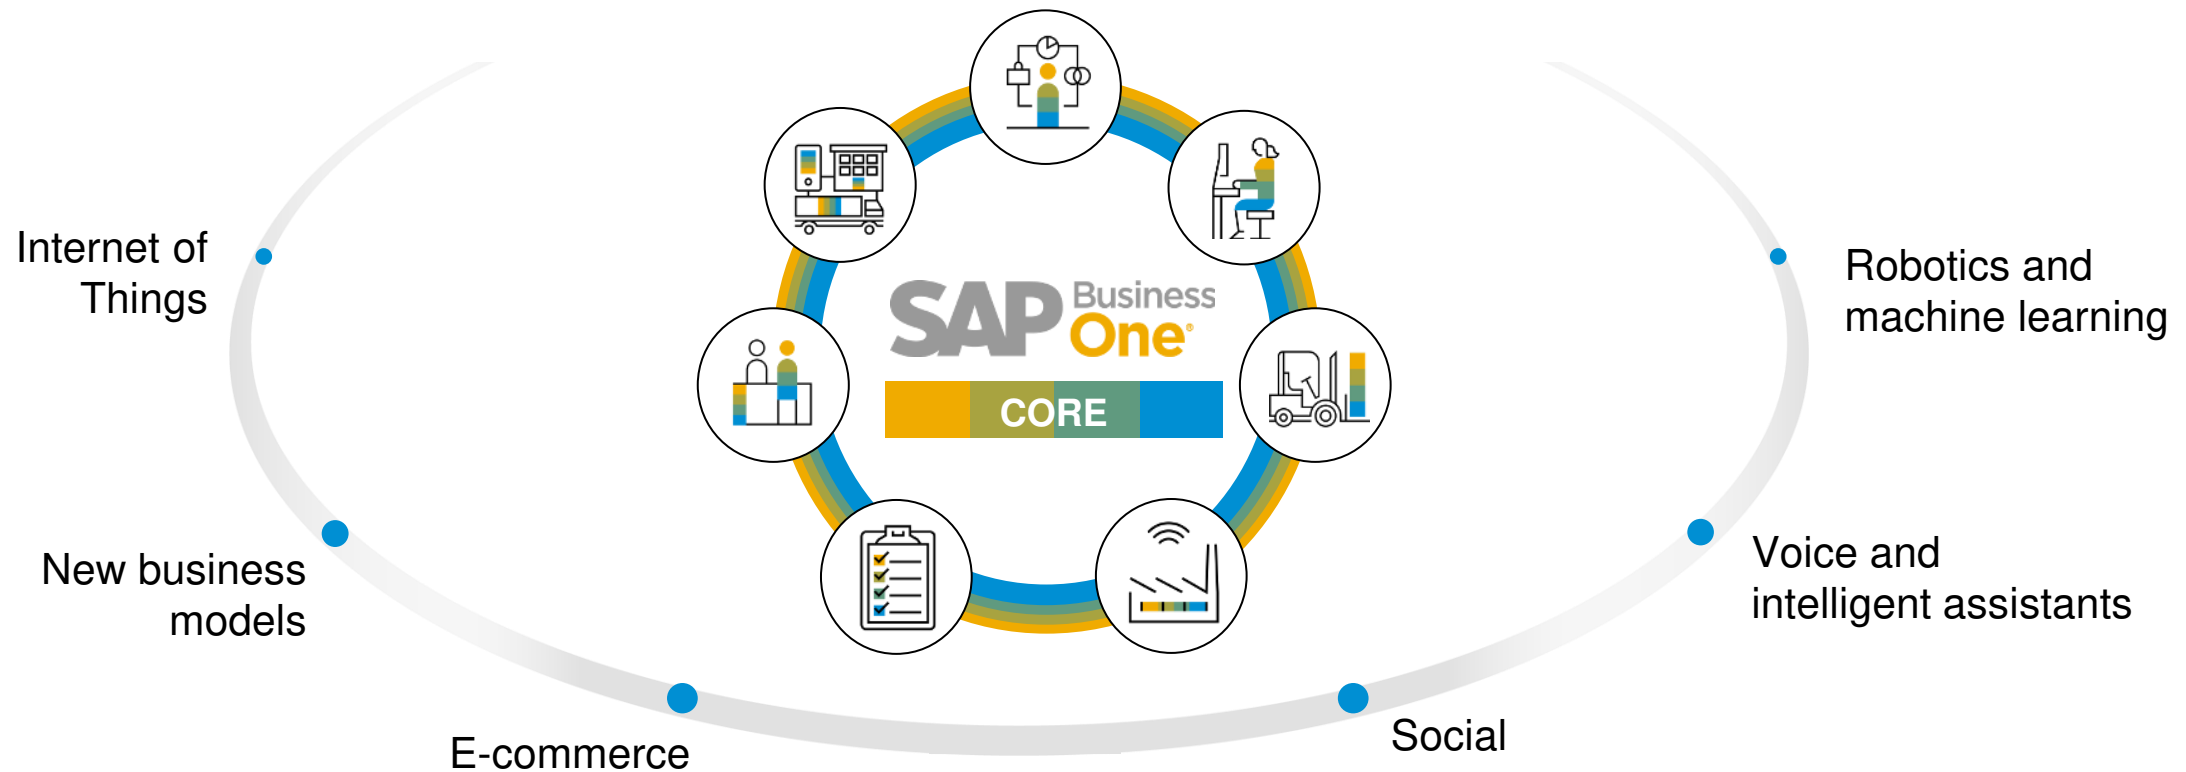 Internet of
Things
New business
models
E-commerce
SAP Business
One®
CORE
Robotics and
machine learning
Voice and
intelligent assistants
Social